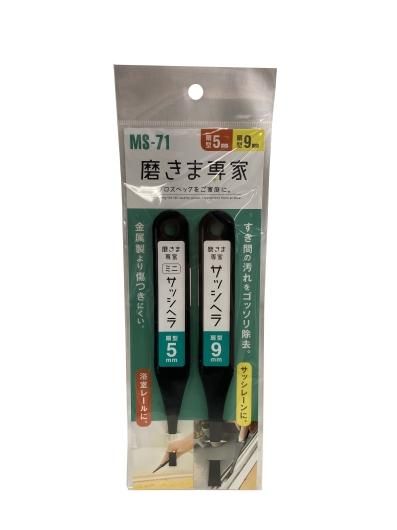 MS-71
扇型5mm
扇型9mm
磨きま専家
プロスペックをご家庭に。
すき間の汚れをゴッソリ除去。
金属製より傷つきにくい。
磨きま
専家
ミニ
サッシヘラ
扇型
5
mm
磨きま
専家
サッシヘラ
扇型
9
mm
浴室レールに。
サッシレーンに。